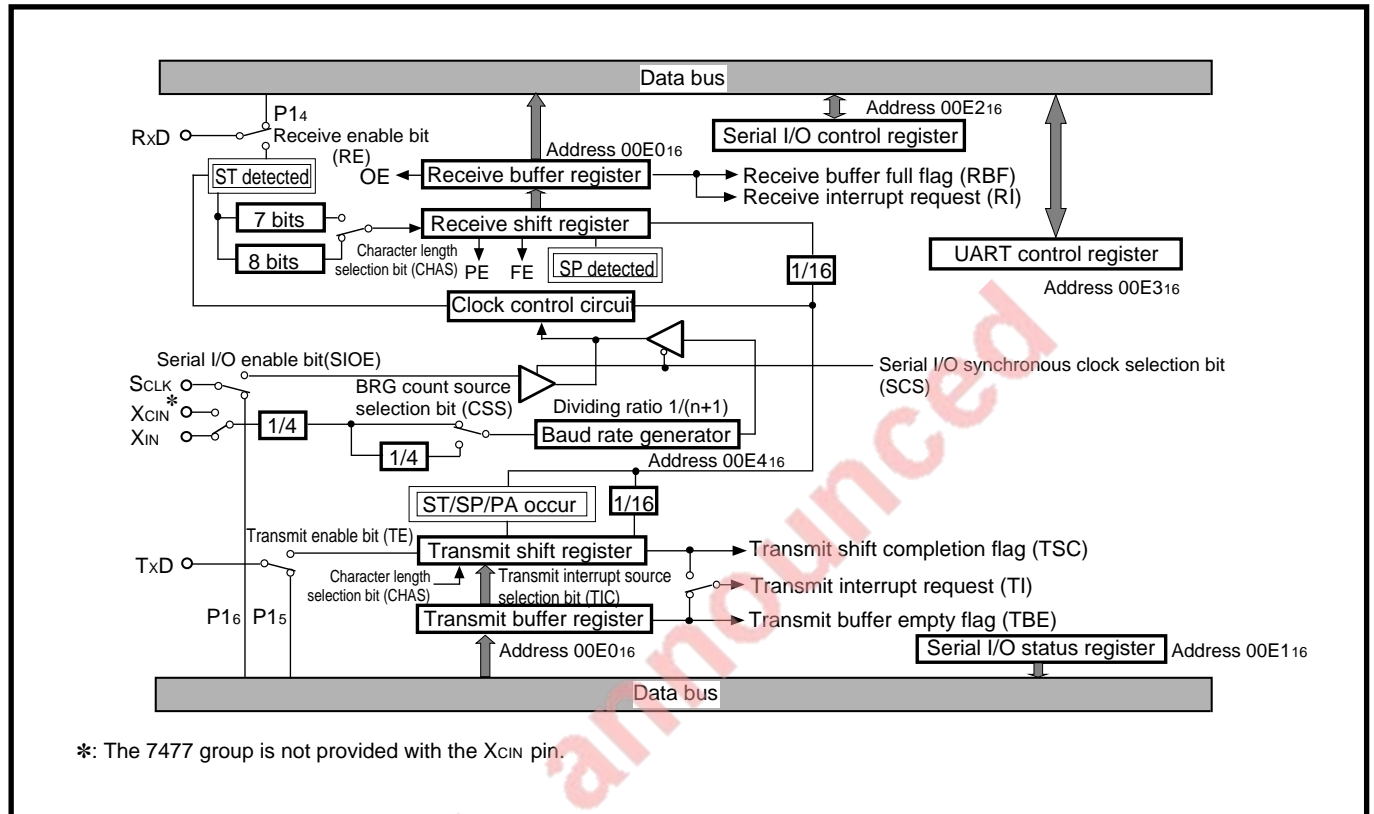 Data bus
P14
Address 00E216
RxD
Receive enable bit
(RE)
Serial I/O control register
Address 00E016
ST detected
OE
Receive buffer register
Receive buffer full flag (RBF)
Receive interrupt request (RI)
7 bits
Receive shift register
8 bits
Character length
selection bit (CHAS)
PE
FE
SP detected
1/16
UART control register
Address 00E316
Clock control circui
Serial I/O enable bit(SIOE)
Serial I/O synchronous clock selection bit
(SCS)
SCLK
BRG count source
selection bit (CSS)
XCIN*
Dividing ratio 1/(n+1)
XIN
1/4
Baud rate generator
1/4
Address 00E416
ST/SP/PA occur
1/16
Transmit enable bit (TE)
Transmit shift register
Transmit shift completion flag (TSC)
TxD
Character length
selection bit (CHAS)
Transmit interrupt source
selection bit (TIC)
Transmit interrupt request (TI)
P16
P15
Transmit buffer register
Transmit buffer empty flag (TBE)
Address 00E016
Serial I/O status register
Address 00E116
Data bus
*: The 7477 group is not provided with the XCIN pin.
announced